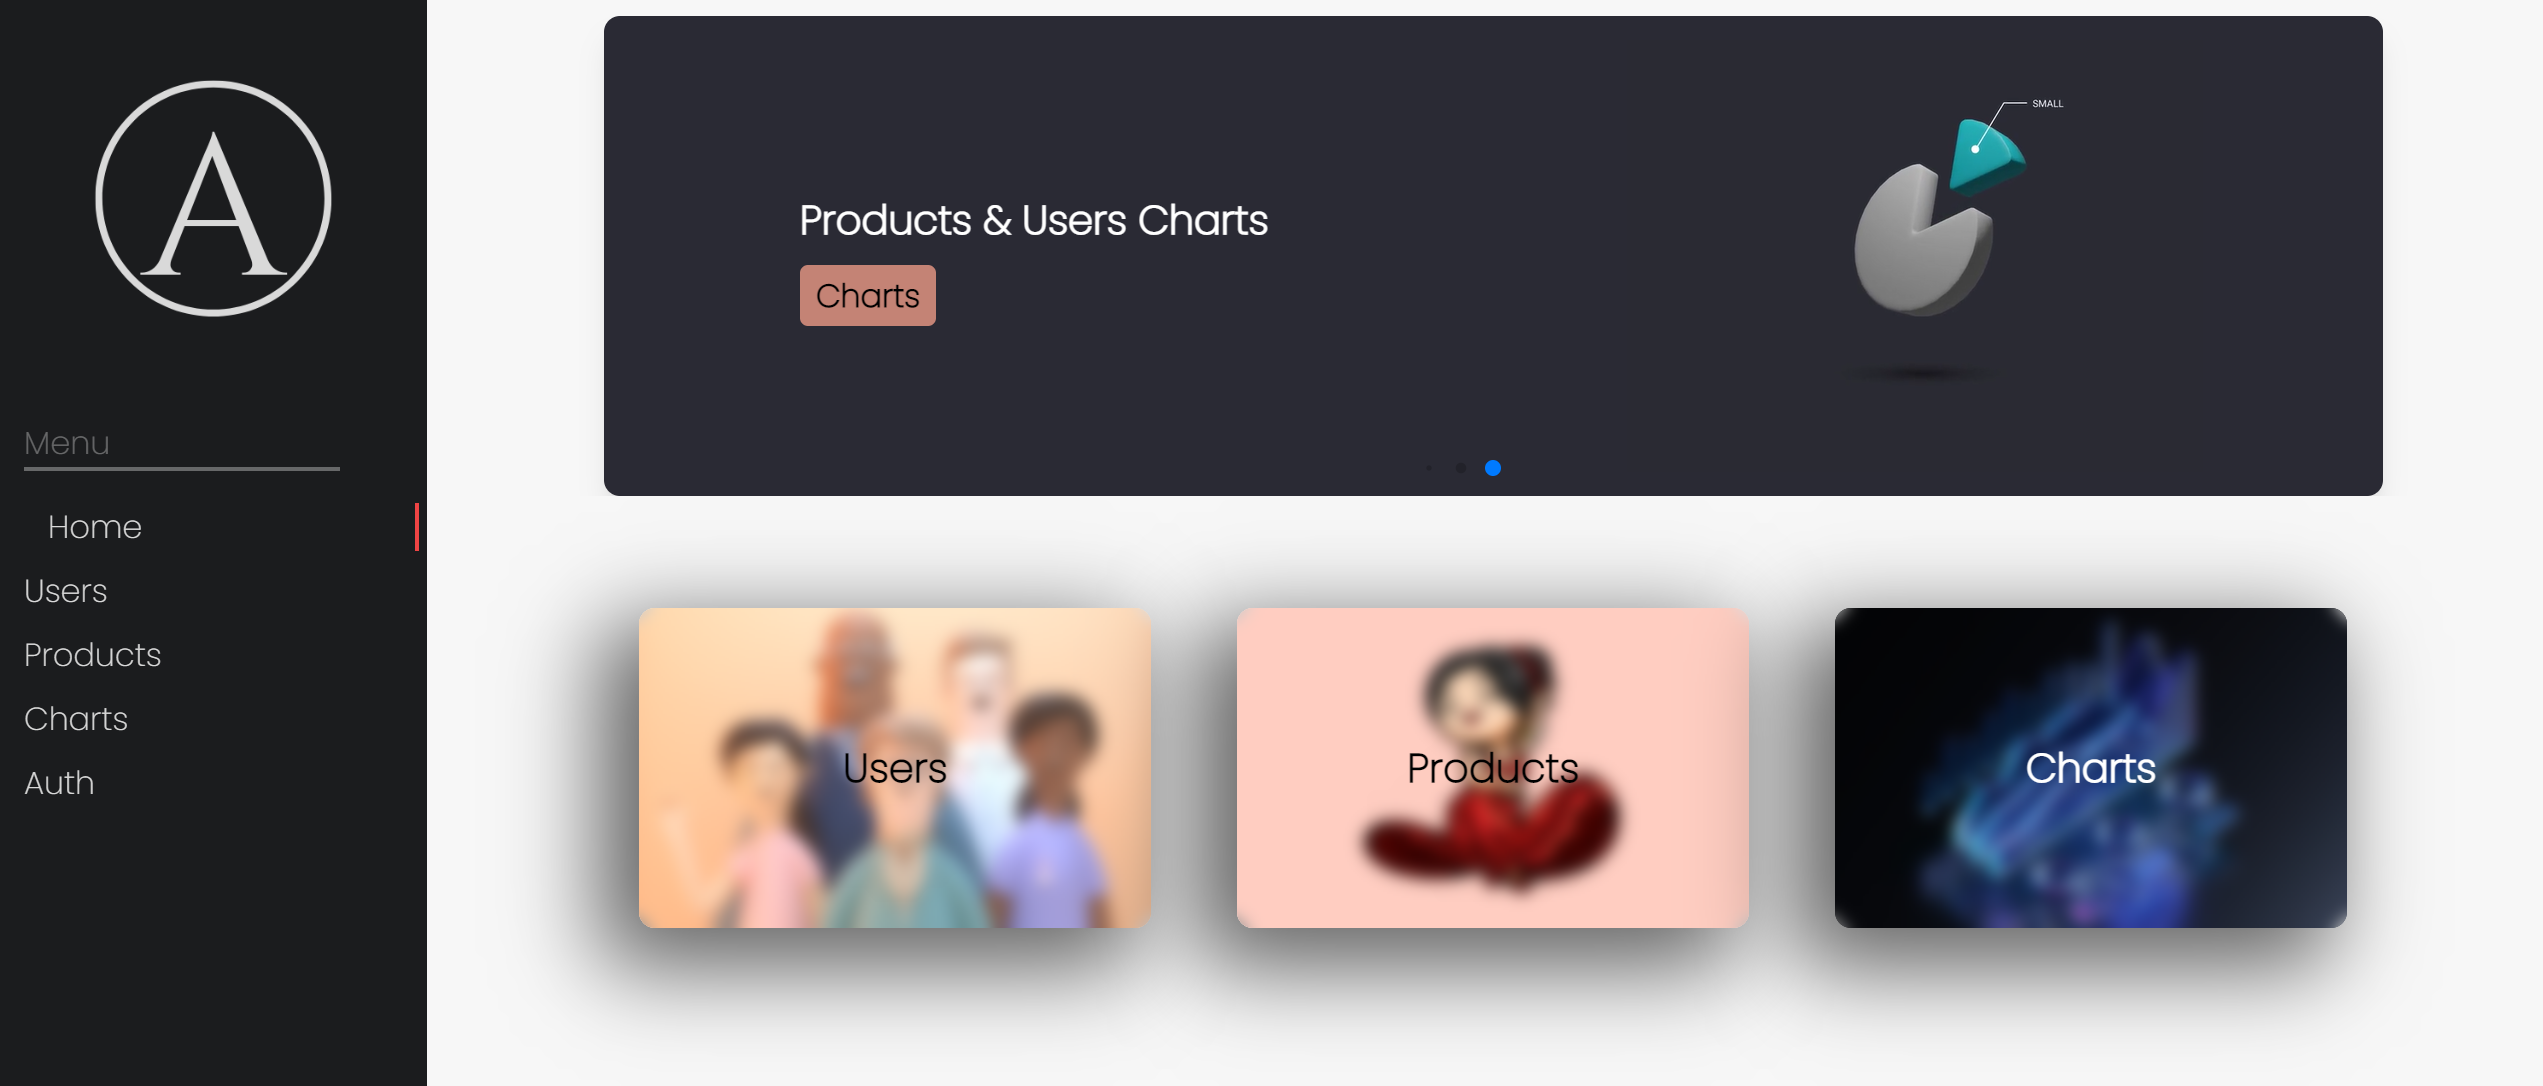 A
Menu
Home
Users
Products
Charts
Auth
Products & Users Charts
Charts
SMALL
Users
Products
Charts